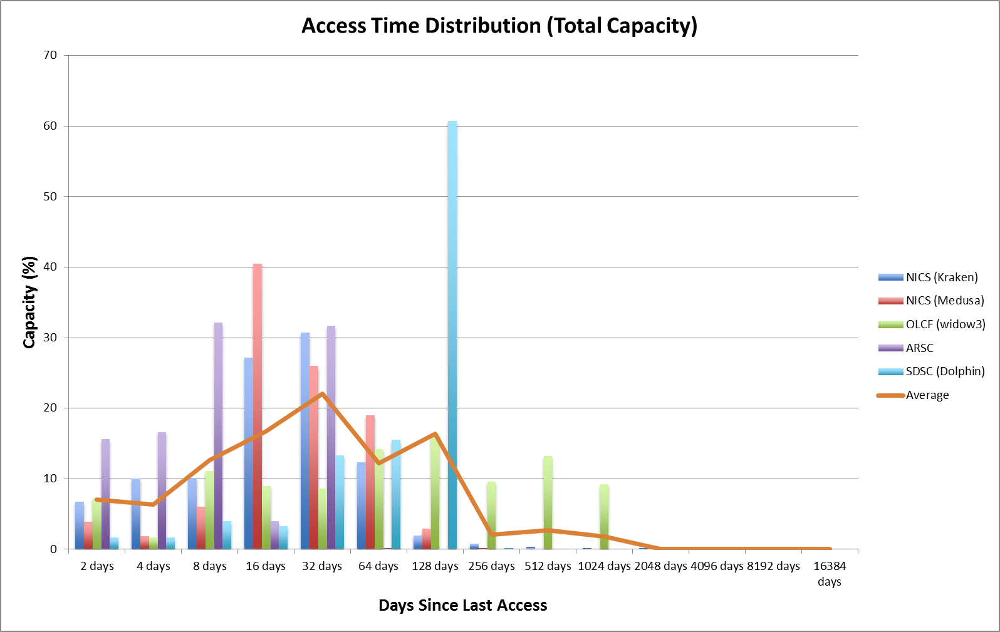 Access Time Distribution (Total Capacity)
70
60
50
40
30
20
10
0
Capacity (%)
2 days 4 days 8 days 16 days 32 days 64 days 128 days 256 days 512 days 1024 days 2048 days 4096 days 8192 days 16384
days
Days Since Last Access
NICS (Kraken)
NICS (Medusa)
OLCF (widow3)
ARSC
SDSC (Dolphin)
Average